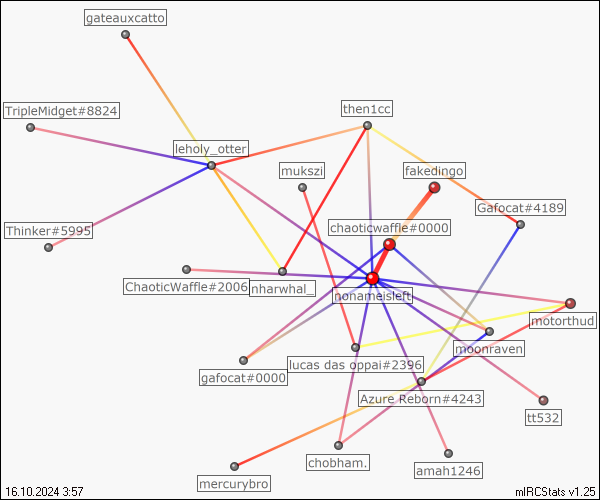 gateauxcatto
TripleMidget#8824
then1cc
leholy_otter
mukszi
fakedingo
Gafocat#4189
Thinker#5995
chaoticwaffle#0000
ChaoticWaffle#2006
nharwhal_
nonameisleft
motorthud
moonraven
lucas das oppai#2396
gafocat#0000
Azure Reborn#4243
tt532
chobham.
amah1246
mercurybro
16.10.2024 3:57
mIRCStats v1.25